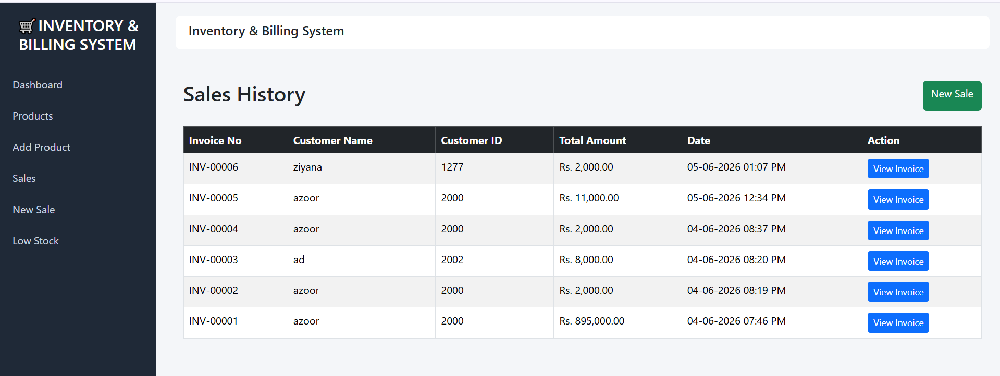 INVENTORY &
BILLING SYSTEM
Dashboard
Products
Add Product
Sales
New Sale
Low Stock
Inventory & Billing System
Sales History
New Sale
Invoice No Customer Name Customer ID Total Amount Date Action
INV-00006 ziyana 1277 Rs. 2,000.00 05-06-2026 01:07 PM View Invoice
INV-00005 azoor 2000 Rs. 11,000.00 05-06-2026 12:34 PM View Invoice
INV-00004 azoor 2000 Rs. 2,000.00 04-06-2026 08:37 PM View Invoice
INV-00003 ad 2002 Rs. 8,000.00 04-06-2026 08:20 PM View Invoice
INV-00002 azoor 2000 Rs. 2,000.00 04-06-2026 08:19 PM View Invoice
INV-00001 azoor 2000 Rs. 895,000.00 04-06-2026 07:46 PM View Invoice